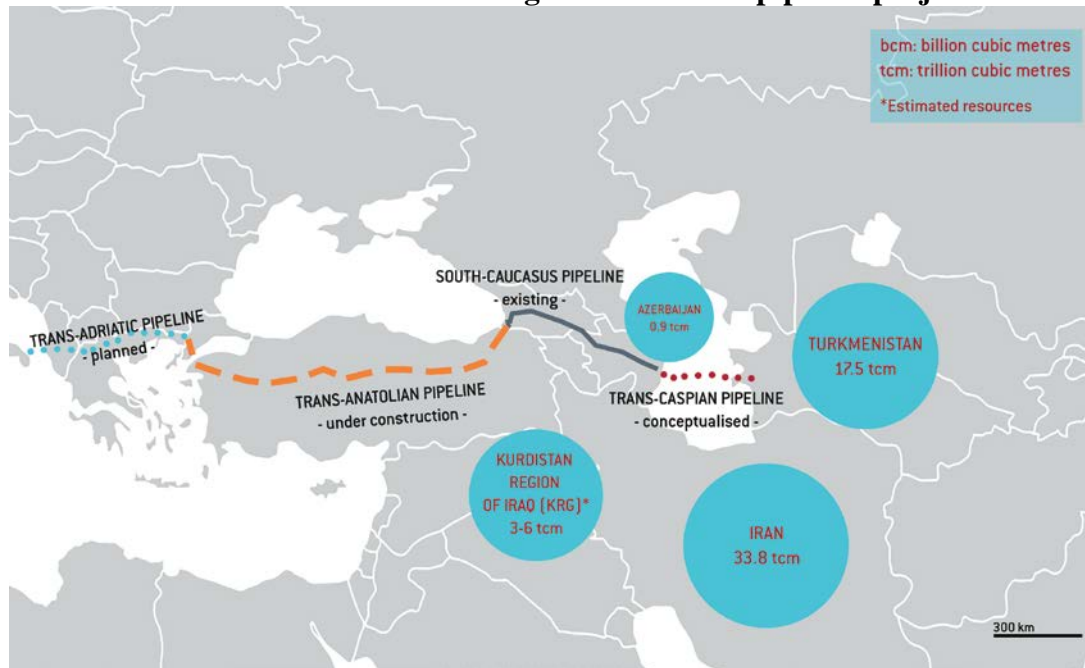 bcm: billion cubic metres
tcm: trillion cubic metres
*Estimated resources
SOUTH-CAUCASUS PIPELINE
- existing -
AZERBAIJAN
0.9 tcm
TRANS-ADRIATIC PIPELINE
- planned -
TURKMENISTAN
17.5 tcm
TRANS-ANATOLIAN PIPELINE
- under construction -
TRANS-CASPIAN PIPELINE
- conceptualised -
KURDISTAN
REGION
OF IRAQ (KRG)*
3-6 tcm
IRAN
33.8 tcm
300 km